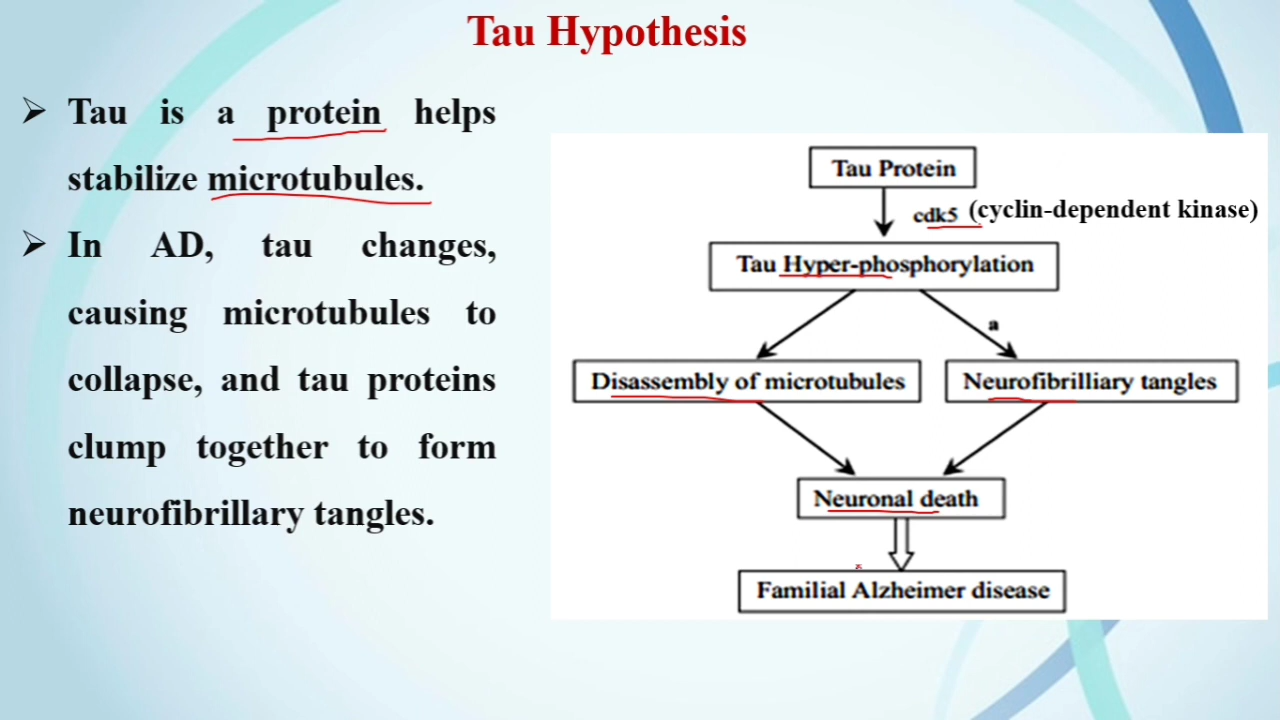 Tau Hypothesis
➢ Tau is a protein helps
stabilize microtubules.
➢ In AD, tau changes,
causing microtubules to
collapse, and tau proteins
clump together to form
neurofibrillary tangles.
Tau Protein
cdk5 (cyclin-dependent kinase)
Tau Hyper-phosphorylation
a
Disassembly of microtubules
Neurofibrilliary tangles
Neuronal death
Familial Alzheimer disease